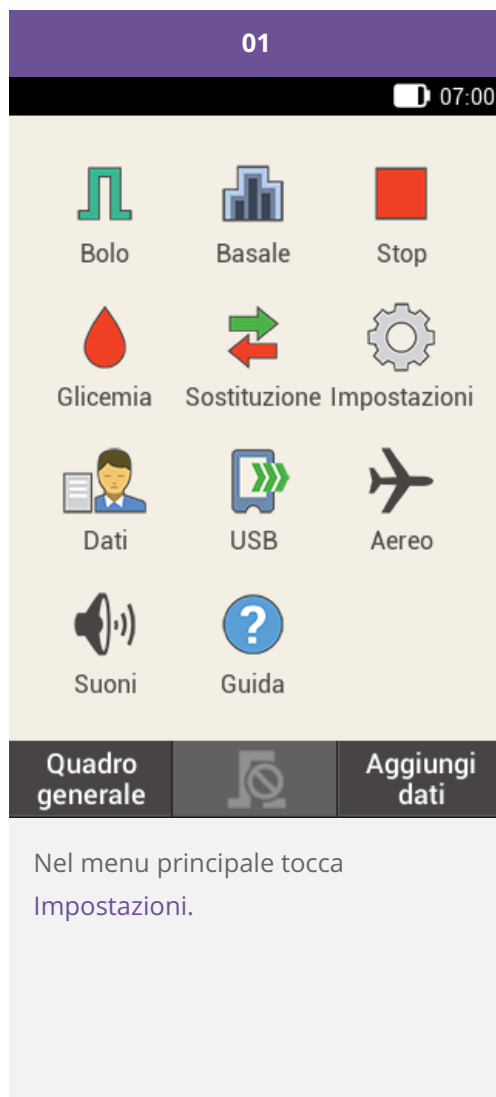 01
07:00
Bolo Basale Stop
Glicemia Sostituzione Impostazioni
Dati USB Aereo
Suoni Guida
?
Quadro generale
Aggiungi dati
Nel menu principale tocca
Impostazioni.